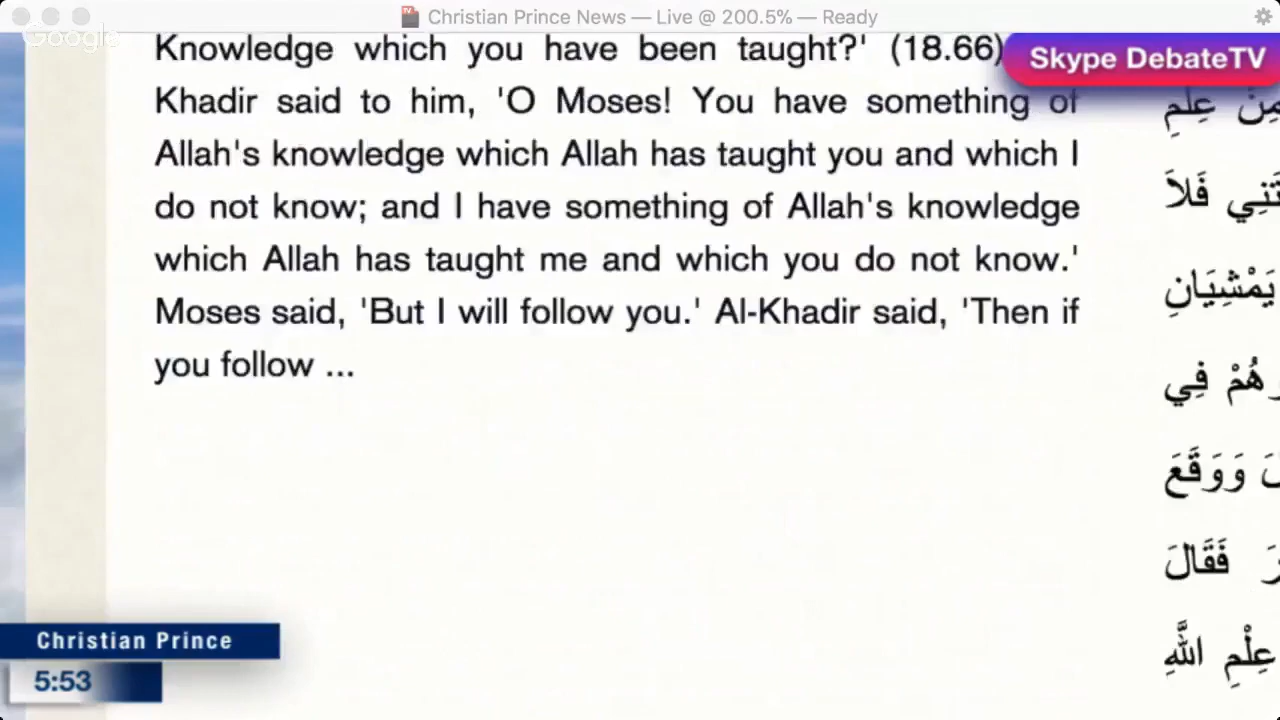 Christian Prince News — Live @ 200.5% — Ready
Google
Skype DebateTV
Knowledge which you have been taught?' (18.66)
Khadir said to him, 'O Moses! You have something of
Allah's knowledge which Allah has taught you and which I
do not know; and I have something of Allah's knowledge
which Allah has taught me and which you do not know.'
Moses said, 'But I will follow you.' Al-Khadir said, 'Then if
you follow ...
مِنْ عِلْمِ
فَلاَ
يَمْشِيَانِ
هُمْ فِي
وَوَقَعَ
فَقَالَ
عِلْمِ اللَّهِ
Christian Prince
5:53